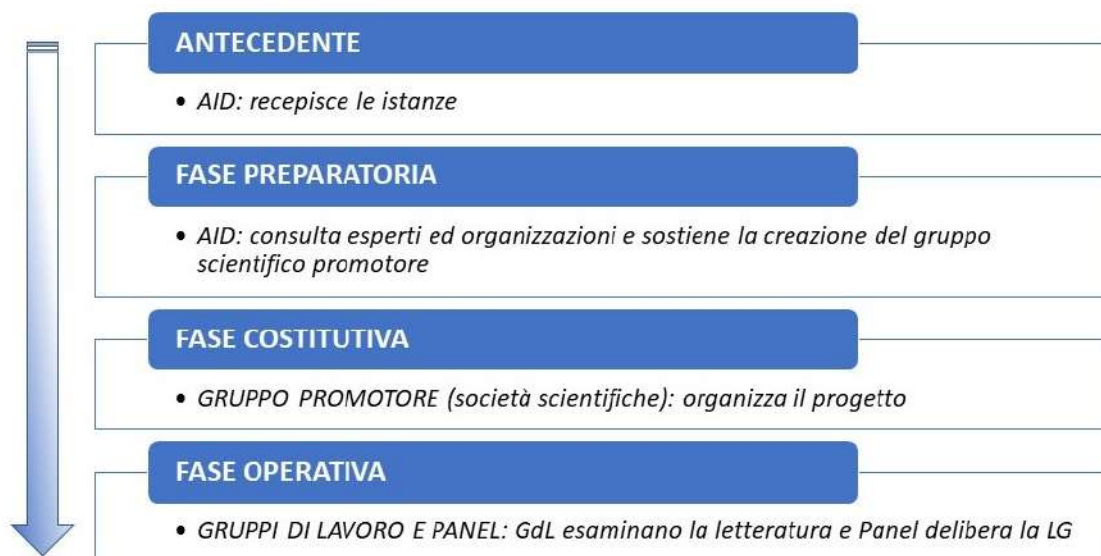 ANTECEDENTE
• AID: recepisce le istanze
FASE PREPARATORIA
• AID: consulta esperti ed organizzazioni e sostiene la creazione del gruppo
scientifico promotore
FASE COSTITUTIVA
• GRUPPO PROMOTORE (società scientifiche): organizza il progetto
FASE OPERATIVA
• GRUPPI DI LAVORO E PANEL: GdL esaminano la letteratura e Panel delibera la LG